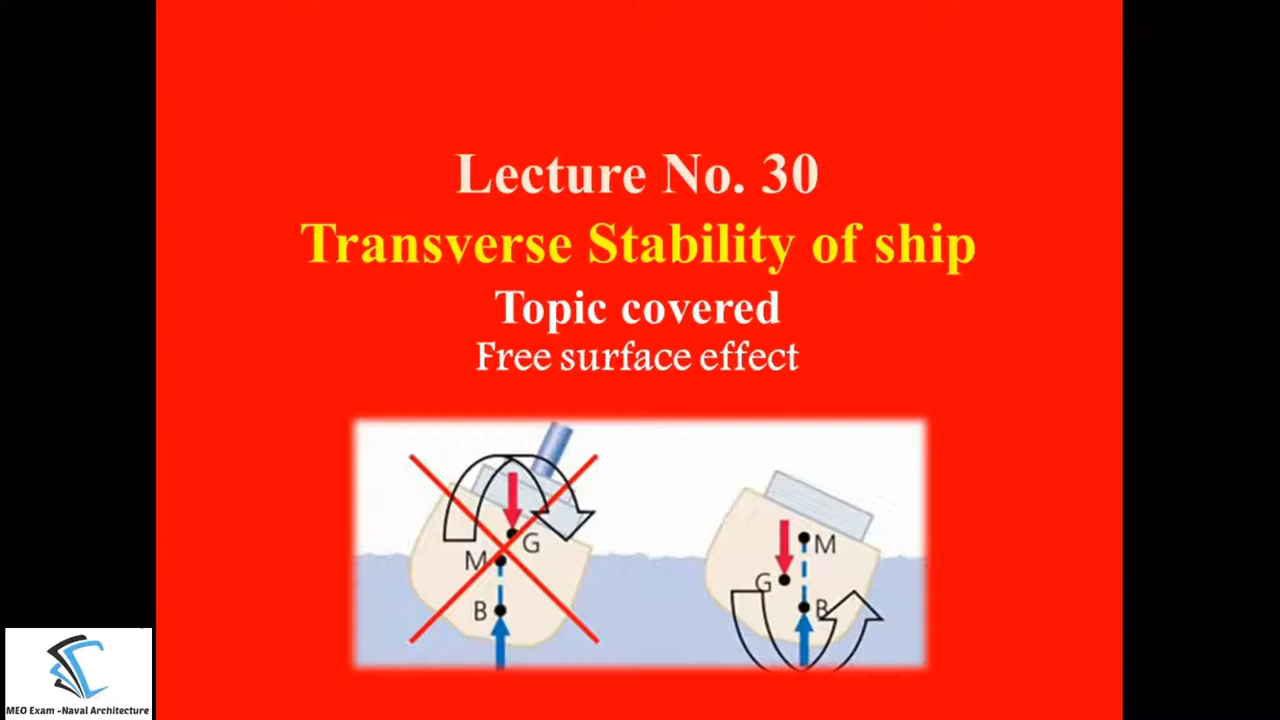 Lecture No. 30
Transverse Stability of ship
Topic covered
Free surface effect
G
M
B
M
G
B
MEO Exam -Naval Architecture